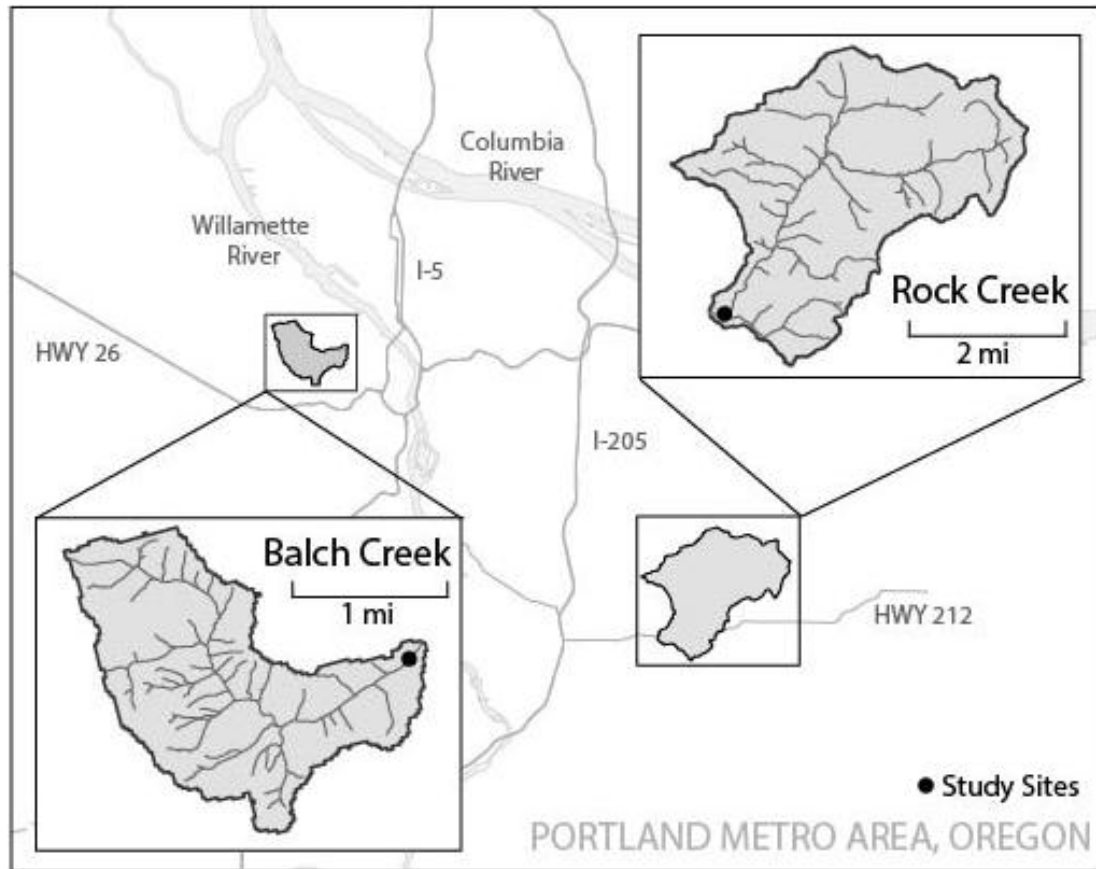 Columbia
River
Willamette
River
I-5
HWY 26
Rock Creek
2 mi
I-205
Balch Creek
1 mi
HWY 212
Study Sites
PORTLAND METRO AREA, OREGON